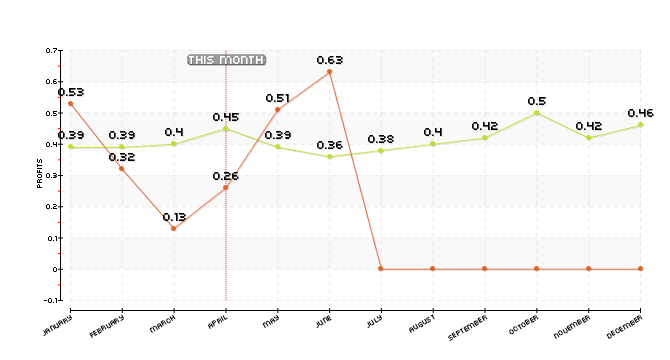 THIS MONTH
0.7
0.6
0.5
0.4
0.3
0.2
0.1
0
-0.1
PROFITS
0.53
0.32
0.13
0.26
0.51
0.63
0.39
0.39
0.4
0.45
0.39
0.36
0.38
0.4
0.42
0.5
0.42
0.46
JANUARY
FEBRUARY
MARCH
APRIL
MAY
JUNE
JULY
AUGUST
SEPTEMBER
OCTOBER
NOVEMBER
DECEMBER